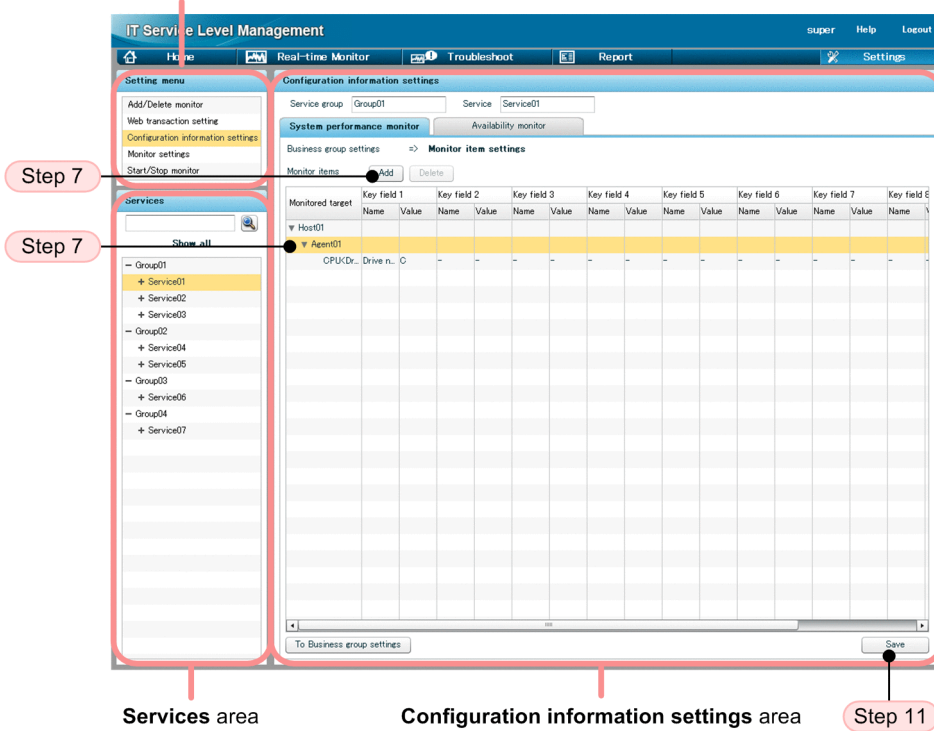 IT Service Level Management super Help Logout
Home Real-time Monitor Troubleshoot Report Settings
Setting menu
Add/Delete monitor
Web transaction setting
Configuration information settings
Monitor settings
Start/Stop monitor
Services
Show all
− Group01
+ Service01
+ Service02
+ Service03
− Group02
+ Service04
+ Service05
− Group03
+ Service06
− Group04
+ Service07
Configuration information settings
Service group Group01 Service Service01
System performance monitor Availability monitor
Business group settings => Monitor item settings
Monitor items Add Delete
Monitored target Key field 1 Key field 2 Key field 3 Key field 4 Key field 5 Key field 6 Key field 7 Key field 8
Name Value Name Value Name Value Name Value Name Value Name Value Name Value Name
▼ Host01
▼ Agent01
CPU(Dr... Drive n... C - - - - - - - - - - - - -
To Business group settings Save
Step 7
Step 7
Step 11
Services area
Configuration information settings area